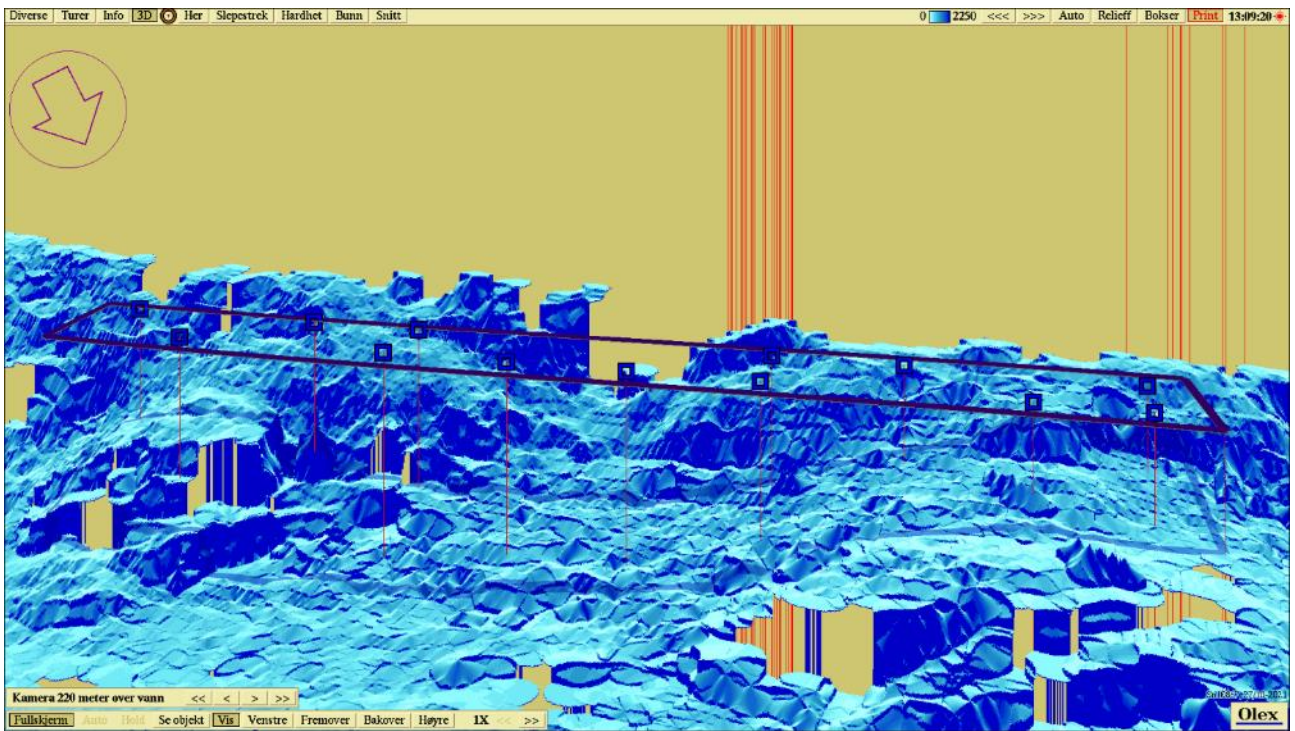 Diverse Turer Info 3D Her Slepestrek Hardhet Bunn Snitt 0 2250 <<< >>> Auto Relieff Bokser Print 13:09:20
Kamera 220 meter over vann << < > >>
Fullskjerm Auto Hold Se objekt Vis Venstre Fremover Bakover Høyre 1X << >>
Olex